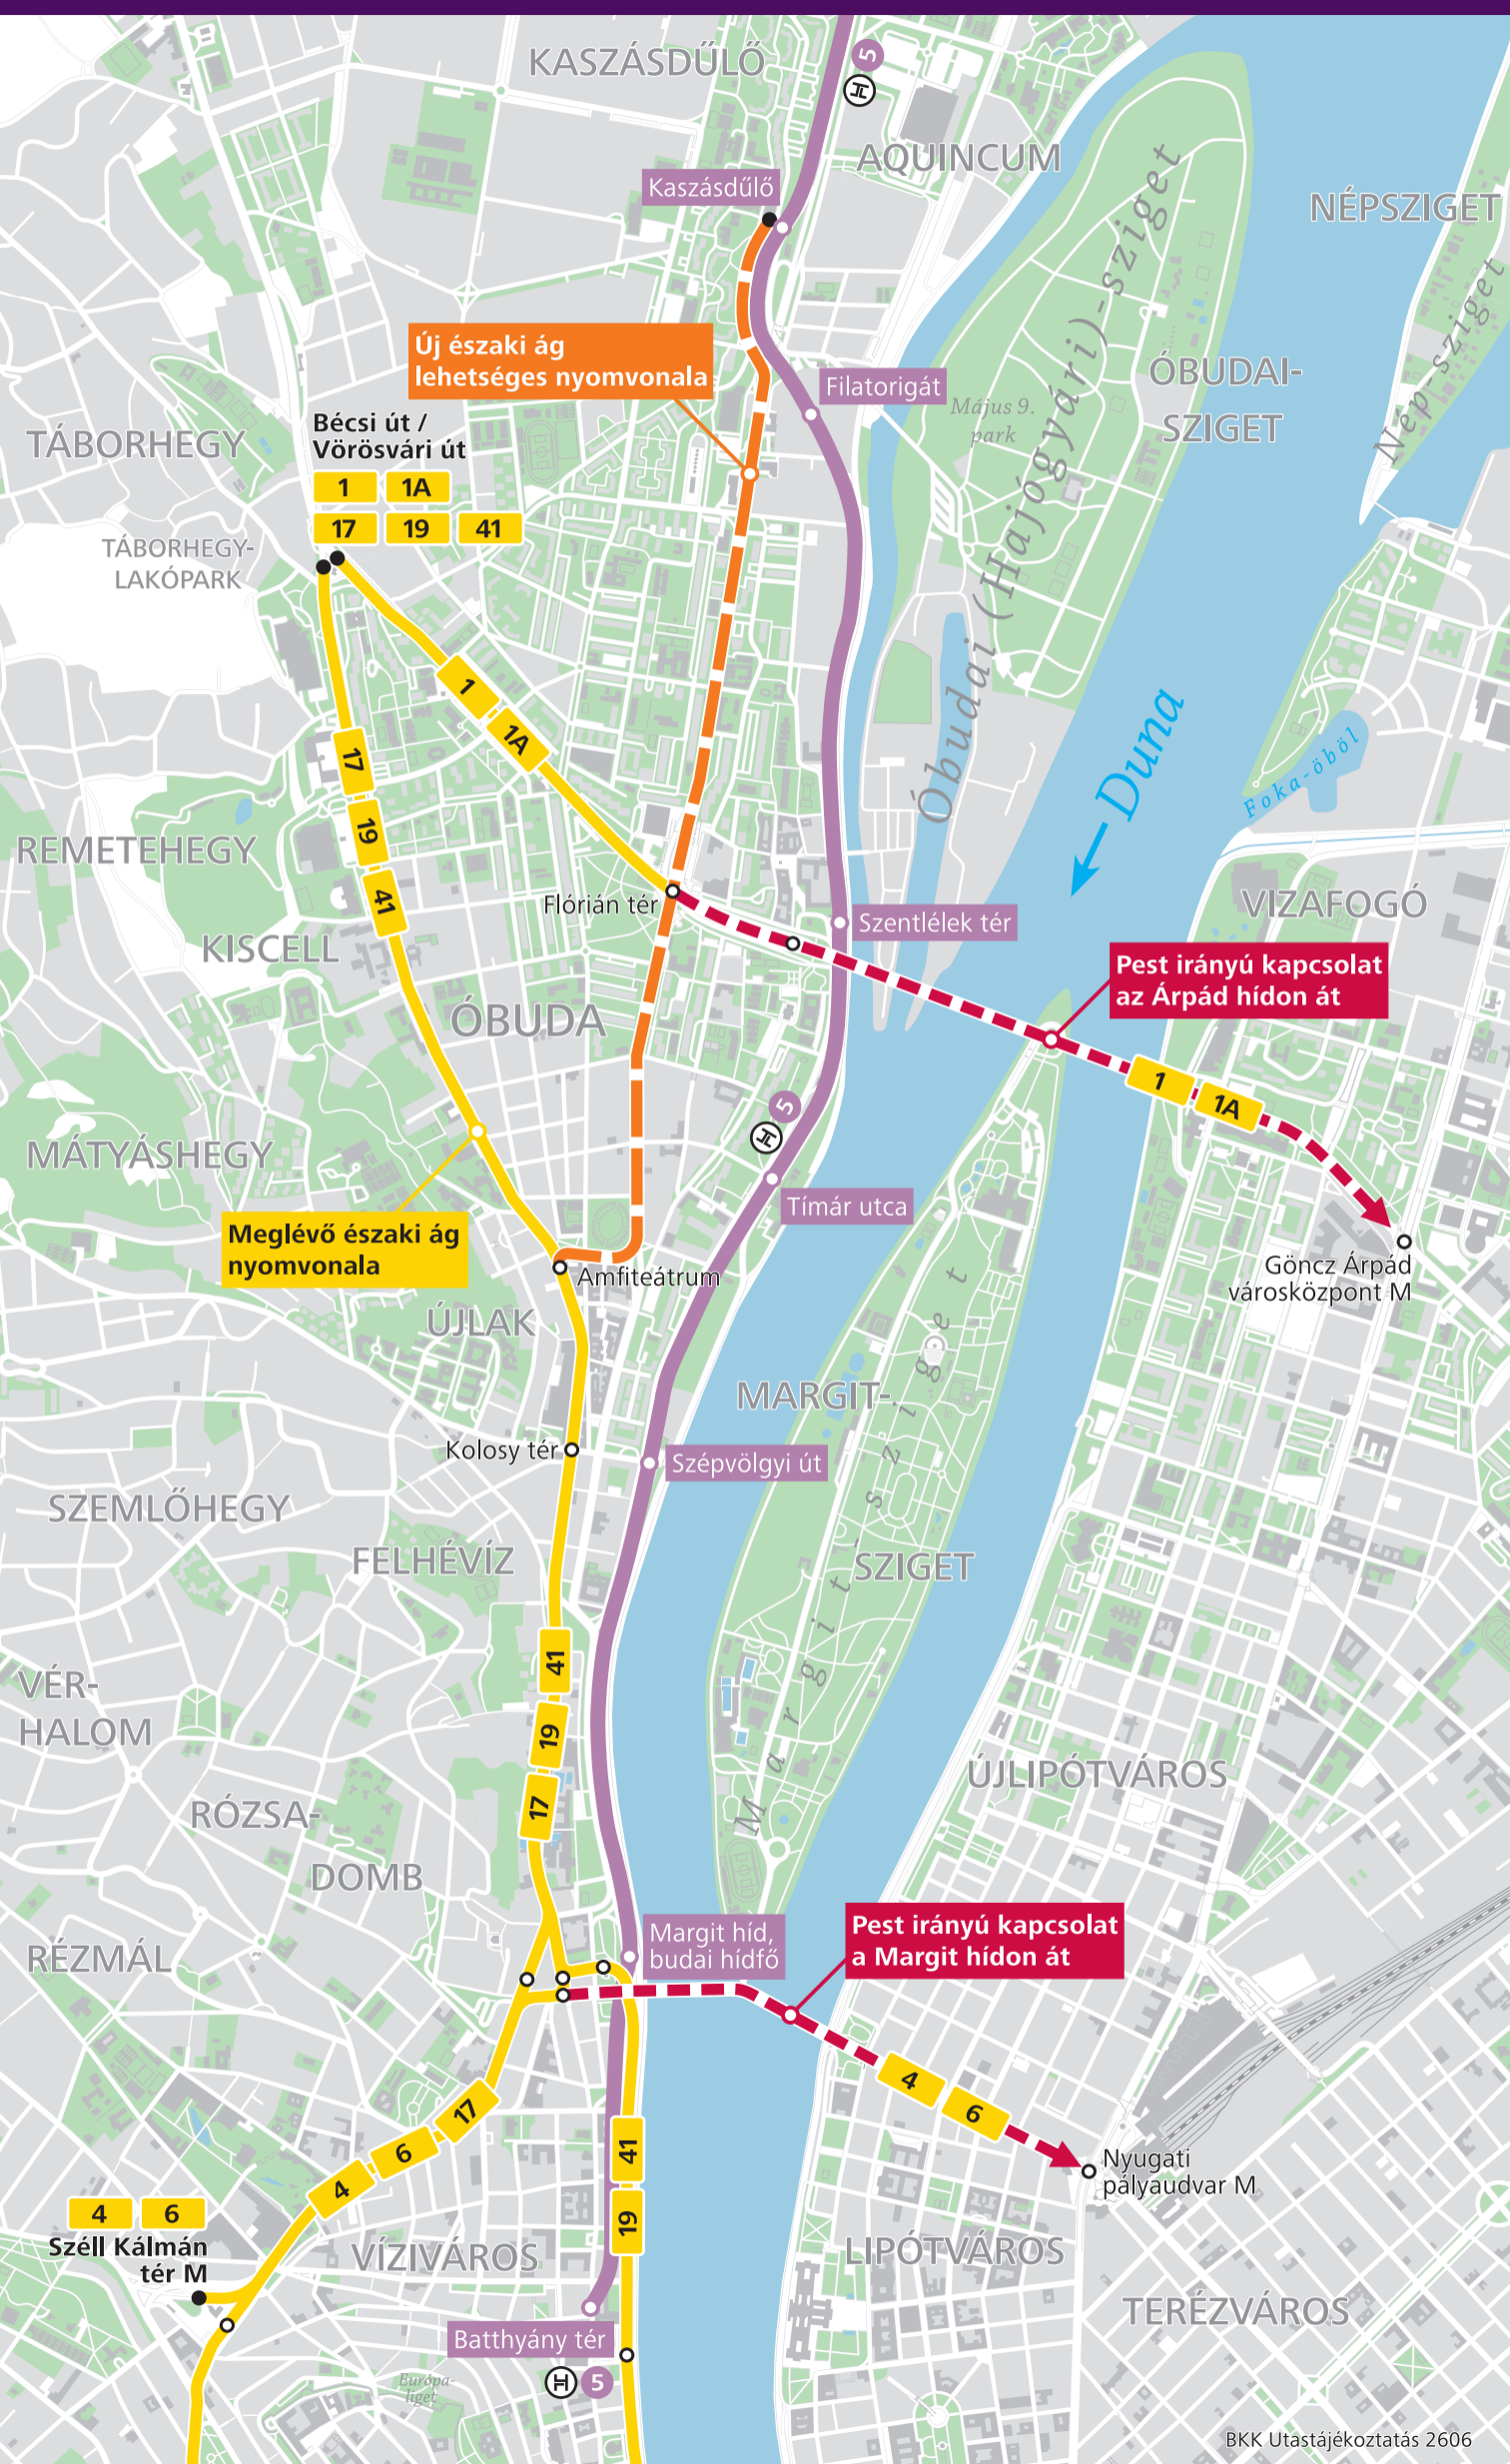 KASZÁSDŰLŐ
5
H
AQUINCUM
Kaszásdűlő
NÉPSZIGET
Nép-sziget
Új északi ág
lehetséges nyomvonala
Filatorigát
Május 9.
park
ÓBUDAI-
SZIGET
Óbudai (Hajógyári)-sziget
Bécsi út /
Vörösvári út
1 1A
17 19 41
TÁBORHEGY
TÁBORHEGY-
LAKÓPARK
1
1A
17
19
41
Duna
Foka-öböl
REMETEHEGY
Flórián tér
Szentlélek tér
VIZAFOGÓ
KISCELL
Pest irányú kapcsolat
az Árpád hídon át
ÓBUDA
1
1A
5
H
MÁTYÁSHEGY
Tímár utca
Meglévő északi ág
nyomvonala
Göncz Árpád
városközpont M
Amfiteátrum
ÚJLAK
MARGIT-
SZIGET
Margitsziget
Kolosy tér
Szépvölgyi út
SZEMLŐHEGY
FELHÉVÍZ
41
19
17
VÉR-
HALOM
ÚJLIPÓTVÁROS
RÓZSA-
DOMB
Margit híd,
budai hídfő
Pest irányú kapcsolat
a Margit hídon át
RÉZMÁL
4
6
17
6
4
41
19
Nyugati
pályaudvar M
4 6
Széll Kálmán
tér M
VÍZIVÁROS
LIPÓTVÁROS
TERÉZVÁROS
Batthyány tér
H 5
Európa-
liget
BKK Utastájékoztatás 2606